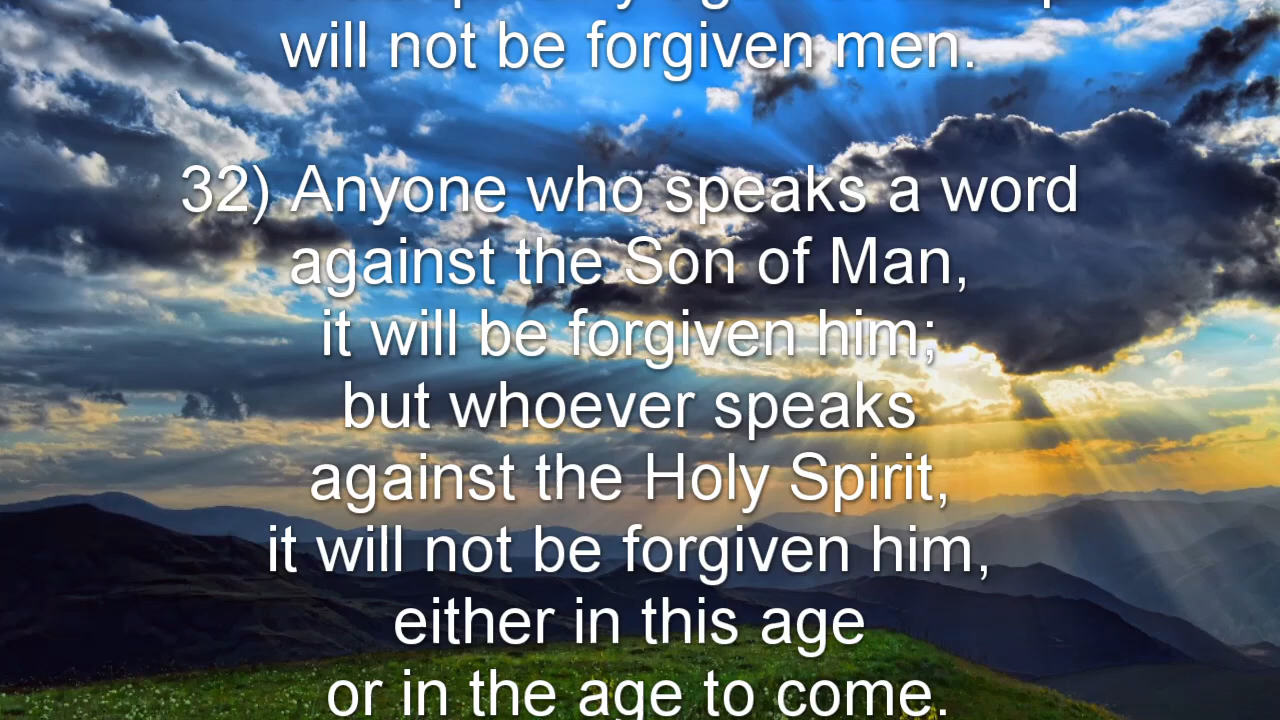 will not be forgiven men.
32) Anyone who speaks a word
against the Son of Man,
it will be forgiven him;
but whoever speaks
against the Holy Spirit,
it will not be forgiven him,
either in this age
or in the age to come.